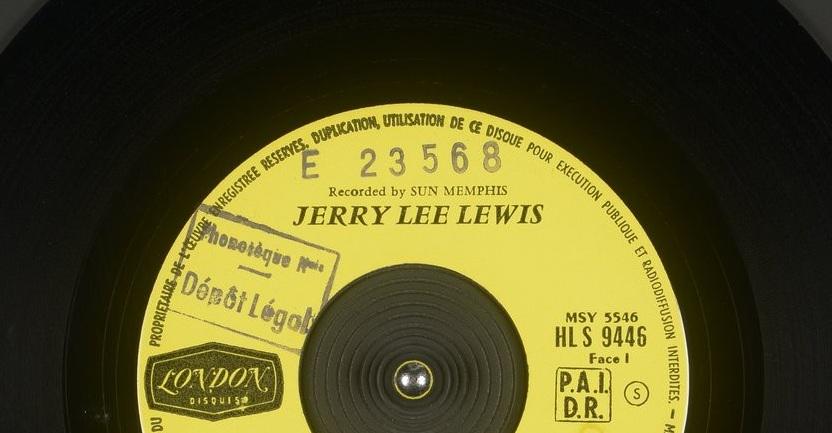 DU
PROPRIETAIRE DE L'ŒUVRE ENREGISTREE RESERVES. DUPLICATION, UTILISATION DE CE DISQUE POUR EXECUTION PUBLIQUE ET RADIODIFFUSION INTERDITES. - M
E 23568
Recorded by SUN MEMPHIS
JERRY LEE LEWIS
Phonotèque Nle
Dépôt Légal
MSY 5546
HLS 9446
Face I
LONDON
DISQUES
P.A.I.
D.R.
S